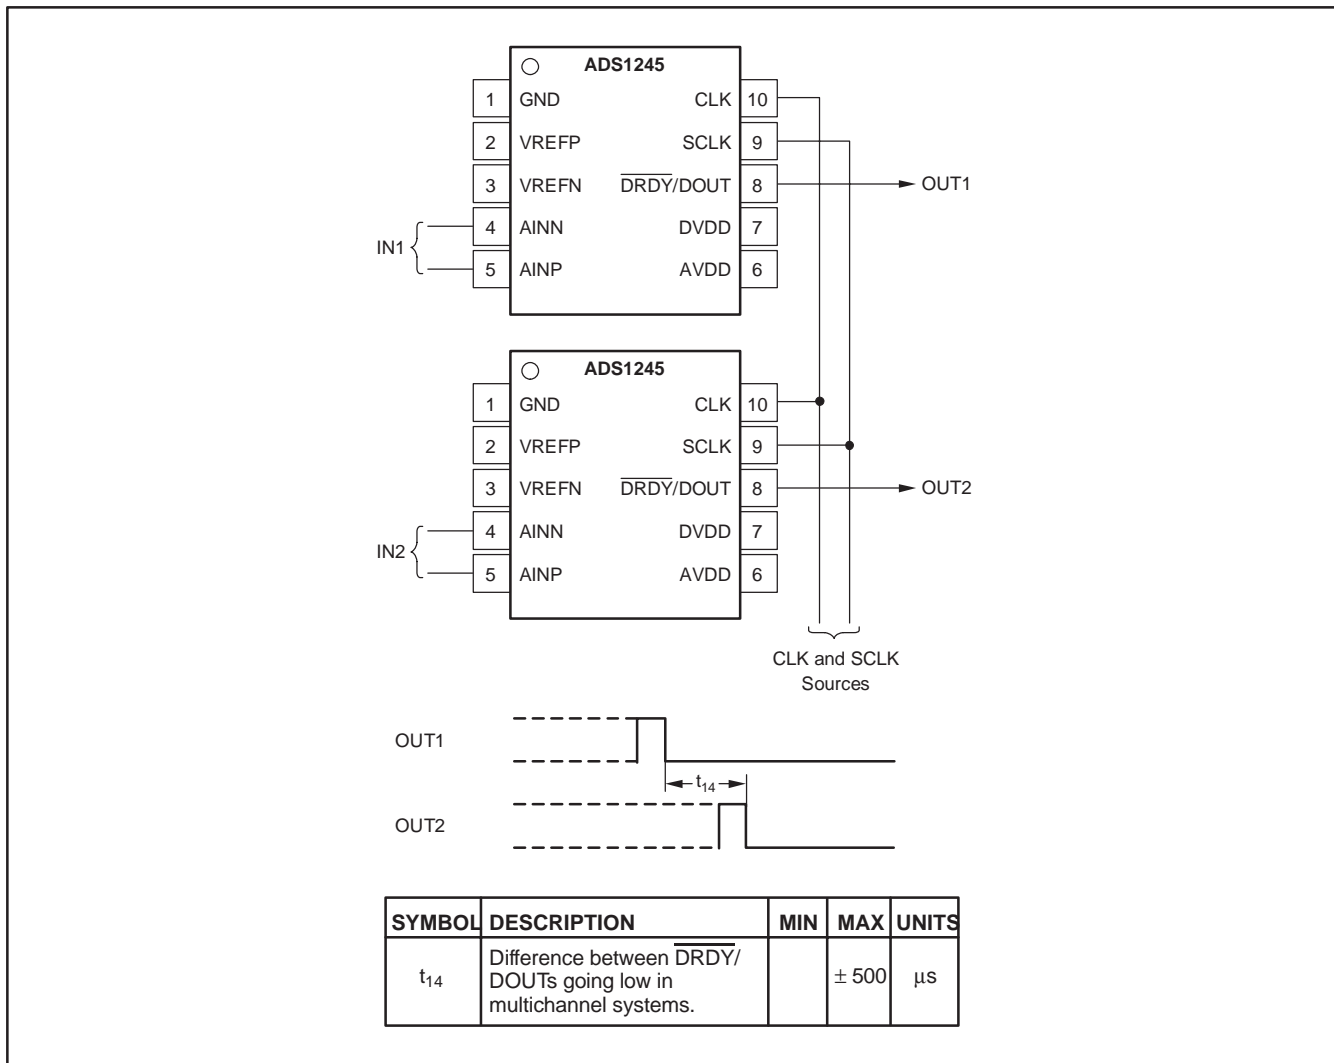 ADS1245
1 GND CLK 10
2 VREFP SCLK 9
3 VREFN DRDY/DOUT 8 OUT1
4 AINN DVDD 7
IN1
5 AINP AVDD 6
ADS1245
1 GND CLK 10
2 VREFP SCLK 9
3 VREFN DRDY/DOUT 8 OUT2
4 AINN DVDD 7
IN2
5 AINP AVDD 6
CLK and SCLK
Sources
OUT1
t14
OUT2
SYMBOL DESCRIPTION MIN MAX UNITS
t14 Difference between DRDY/
DOUTs going low in
multichannel systems. ± 500 μs